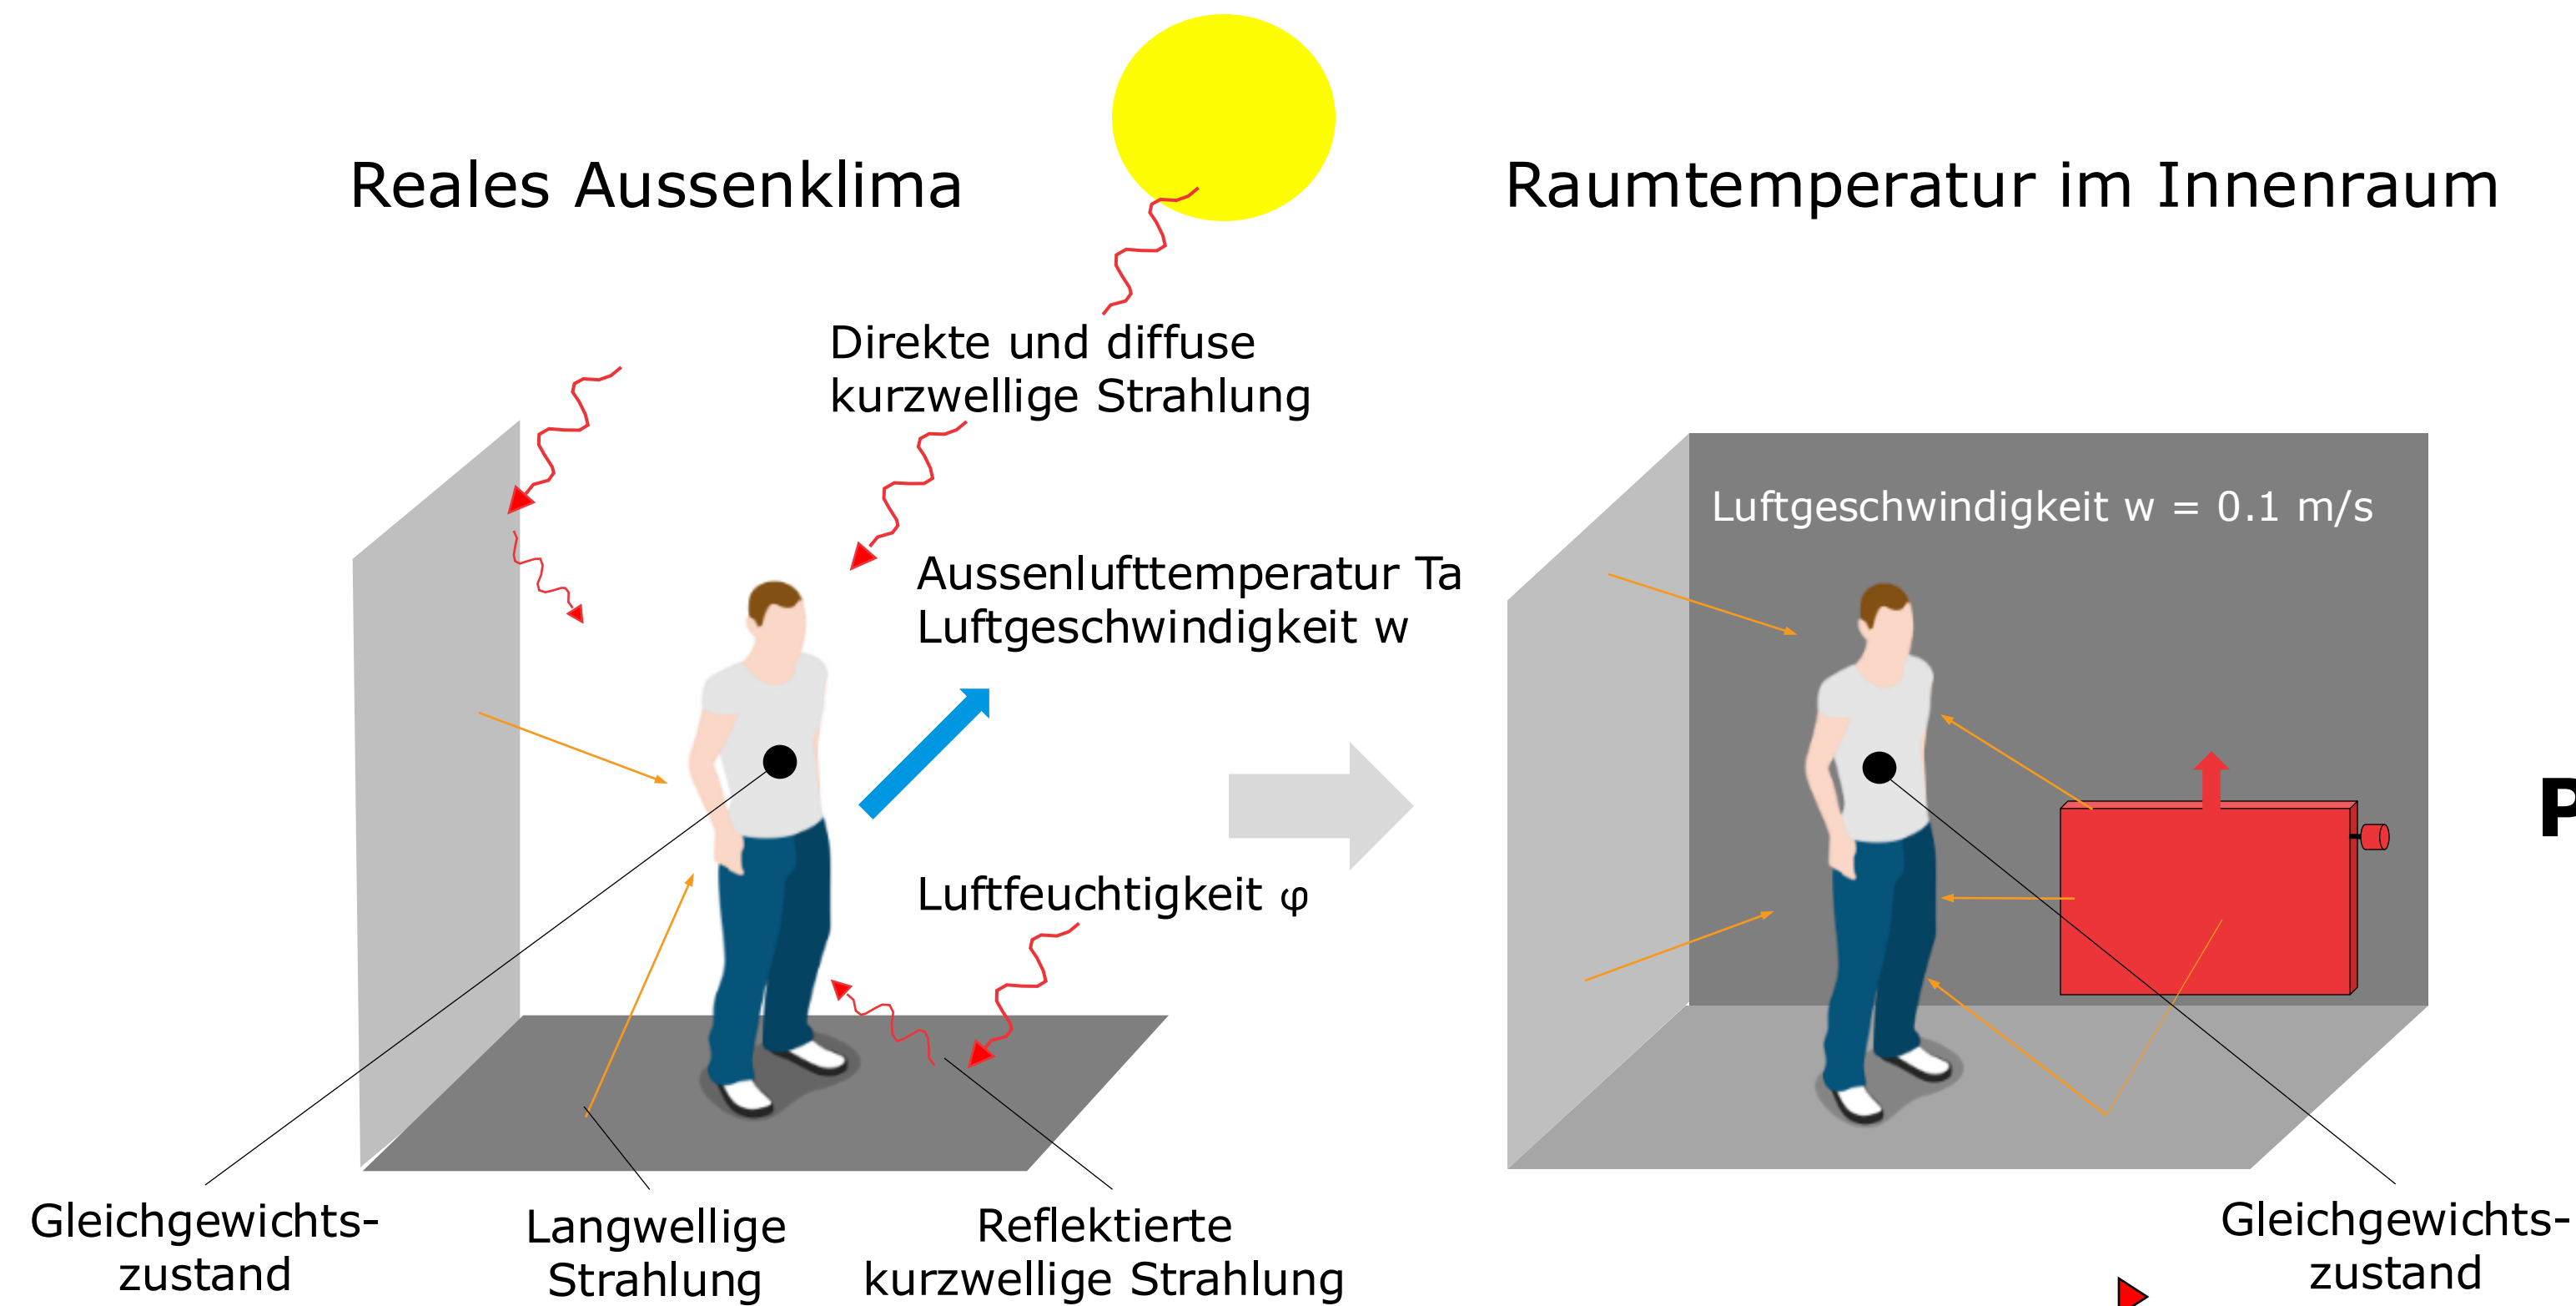 Reales Aussenklima
Raumtemperatur im Innenraum
Direkte und diffuse
kurzwellige Strahlung
Aussenlufttemperatur Ta
Luftgeschwindigkeit w
Luftfeuchtigkeit φ
Gleichgewichts-
zustand
Langwellige
Strahlung
Reflektierte
kurzwellige Strahlung
Luftgeschwindigkeit w = 0.1 m/s
P
Gleichgewichts-
zustand